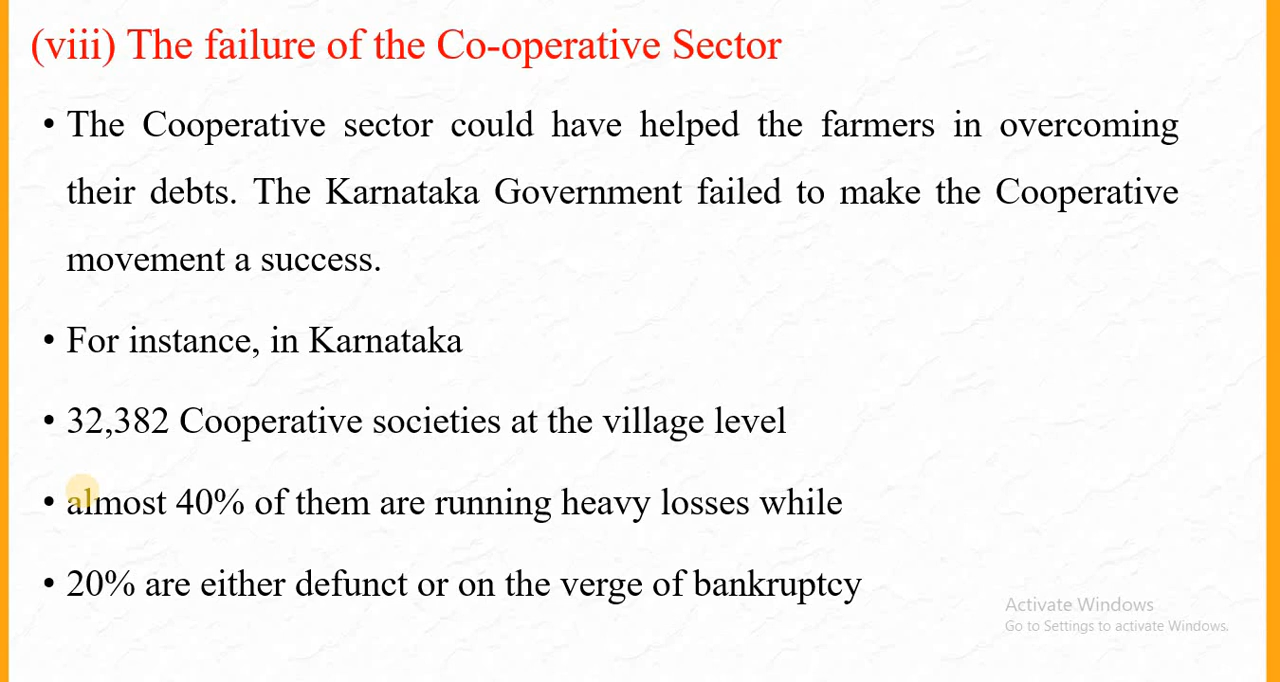 (viii) The failure of the Co-operative Sector
• The Cooperative sector could have helped the farmers in overcoming
their debts. The Karnataka Government failed to make the Cooperative
movement a success.
• For instance, in Karnataka
• 32,382 Cooperative societies at the village level
• almost 40% of them are running heavy losses while
• 20% are either defunct or on the verge of bankruptcy
Activate Windows
Go to Settings to activate Windows.